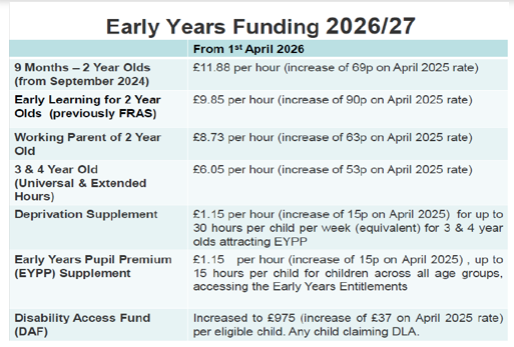 Early Years Funding 2026/27
From 1st April 2026
9 Months – 2 Year Olds
(from September 2024)
£11.88 per hour (increase of 69p on April 2025 rate)
Early Learning for 2 Year
Olds (previously FRAS)
£9.85 per hour (increase of 90p on April 2025 rate)
Working Parent of 2 Year
Old
£8.73 per hour (increase of 63p on April 2025 rate)
3 & 4 Year Old
(Universal & Extended
Hours)
£6.05 per hour (increase of 53p on April 2025 rate)
Deprivation Supplement
£1.15 per hour (increase of 15p on April 2025) for up to
30 hours per child per week (equivalent) for 3 & 4 year
olds attracting EYPP
Early Years Pupil Premium
(EYPP) Supplement
£1.15 per hour (increase of 15p on April 2025) , up to
15 hours per child for children across all age groups,
accessing the Early Years Entitlements
Disability Access Fund
(DAF)
Increased to £975 (increase of £37 on April 2025 rate)
per eligible child. Any child claiming DLA.